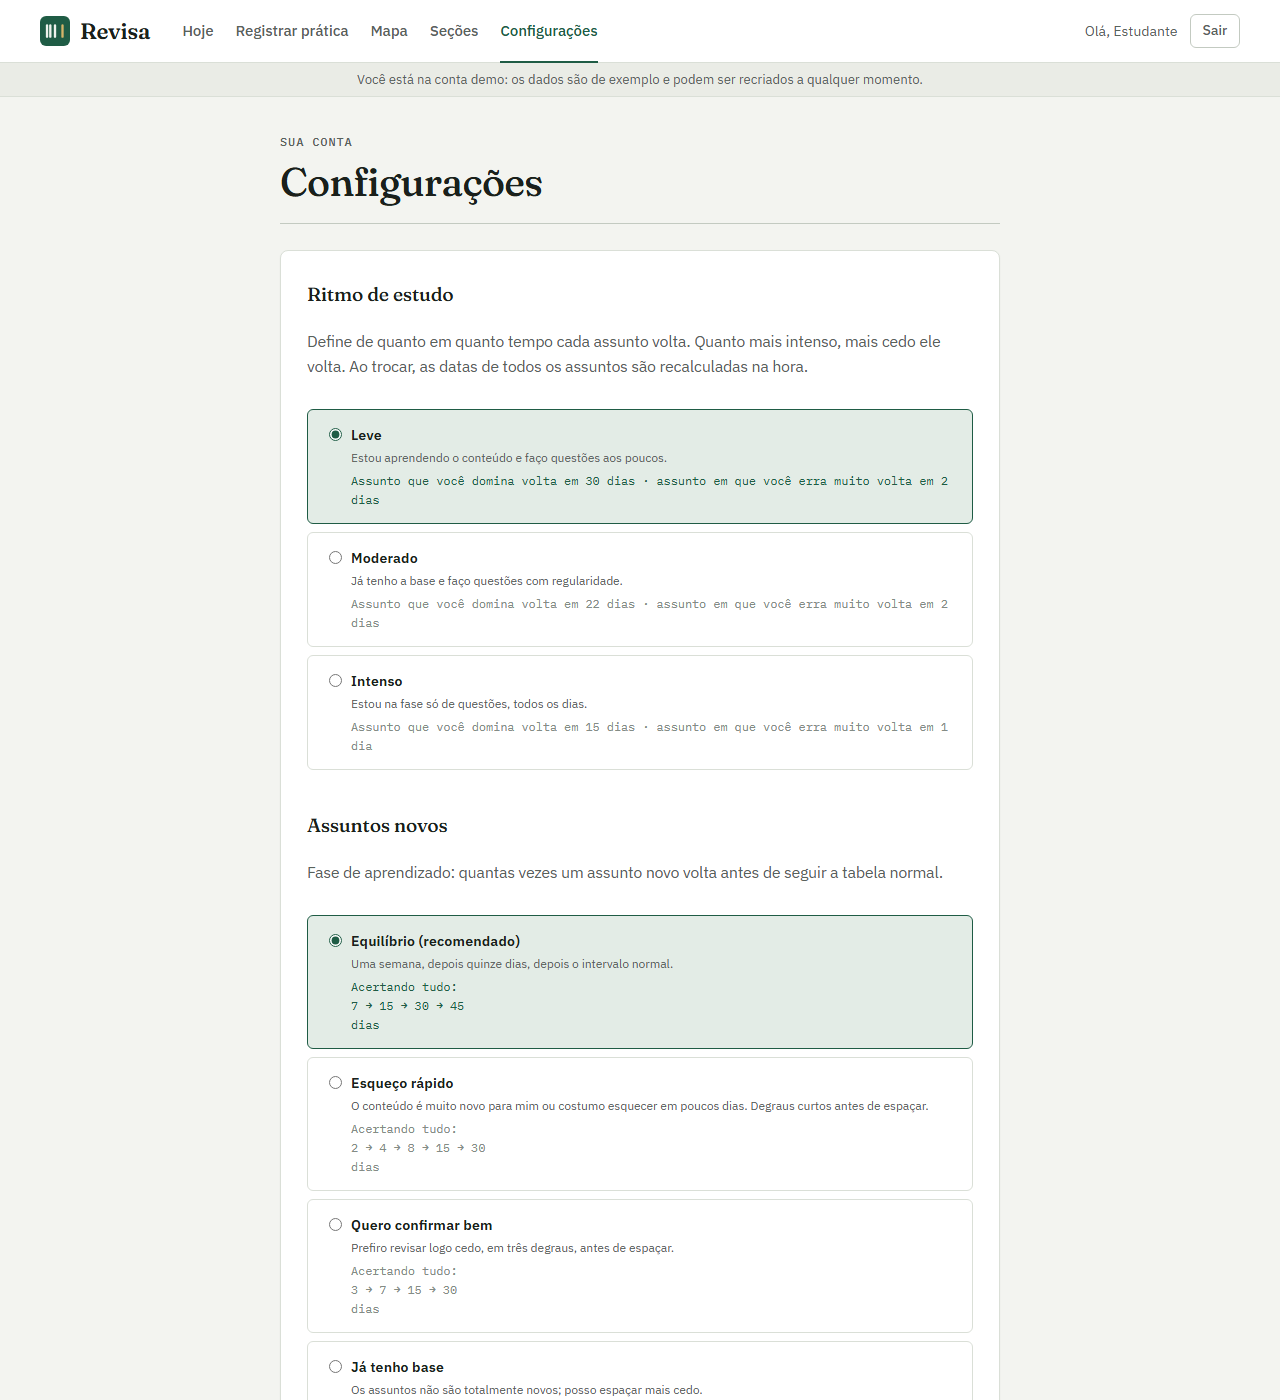 Revisa
Hoje
Registrar prática
Mapa
Seções
Configurações
Olá, Estudante
Sair
Você está na conta demo: os dados são de exemplo e podem ser recriados a qualquer momento.
SUA CONTA
Configurações
Ritmo de estudo
Define de quanto em quanto tempo cada assunto volta. Quanto mais intenso, mais cedo ele
volta. Ao trocar, as datas de todos os assuntos são recalculadas na hora.
Leve
Estou aprendendo o conteúdo e faço questões aos poucos.
Assunto que você domina volta em 30 dias · assunto em que você erra muito volta em 2
dias
Moderado
Já tenho a base e faço questões com regularidade.
Assunto que você domina volta em 22 dias · assunto em que você erra muito volta em 2
dias
Intenso
Estou na fase só de questões, todos os dias.
Assunto que você domina volta em 15 dias · assunto em que você erra muito volta em 1
dia
Assuntos novos
Fase de aprendizado: quantas vezes um assunto novo volta antes de seguir a tabela normal.
Equilíbrio (recomendado)
Uma semana, depois quinze dias, depois o intervalo normal.
Acertando tudo:
7 → 15 → 30 → 45
dias
Esqueço rápido
O conteúdo é muito novo para mim ou costumo esquecer em poucos dias. Degraus curtos antes de espaçar.
Acertando tudo:
2 → 4 → 8 → 15 → 30
dias
Quero confirmar bem
Prefiro revisar logo cedo, em três degraus, antes de espaçar.
Acertando tudo:
3 → 7 → 15 → 30
dias
Já tenho base
Os assuntos não são totalmente novos; posso espaçar mais cedo.